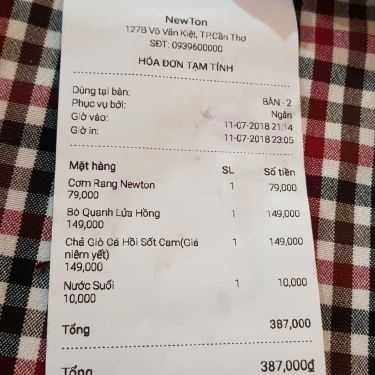 NewTon
127B Võ Văn Kiệt, TP.Cần Thơ
SĐT: 0939600000
HÓA ĐƠN TẠM TÍNH
Dùng tại bàn: BÀN - 2
Phục vụ bởi: Ngân
Giờ vào: 11-07-2018 21:14
Giờ in: 11-07-2018 23:05
Mặt hàng SL Số tiền
Cơm Rang Newton 1 79,000
79,000
Bò Quanh Lửa Hồng 1 149,000
149,000
Chả Giò Cá Hồi Sốt Cam(Giá 1 149,000
niêm yết)
149,000
Nước Suối 1 10,000
10,000
Tổng 387,000
Tổng 387,000₫